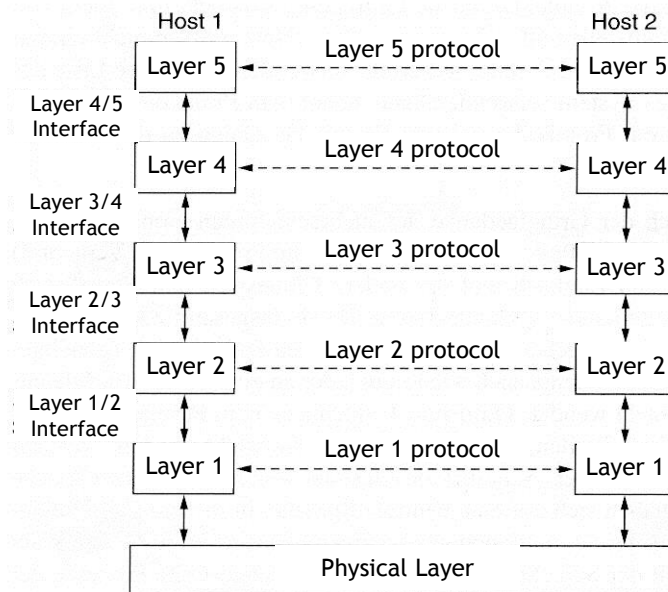 Host 1
Host 2
Layer 5
Layer 5 protocol
Layer 5
Layer 4/5
Interface
Layer 4
Layer 4 protocol
Layer 4
Layer 3/4
Interface
Layer 3
Layer 3 protocol
Layer 3
Layer 2/3
Interface
Layer 2
Layer 2 protocol
Layer 2
Layer 1/2
Interface
Layer 1
Layer 1 protocol
Layer 1
Physical Layer